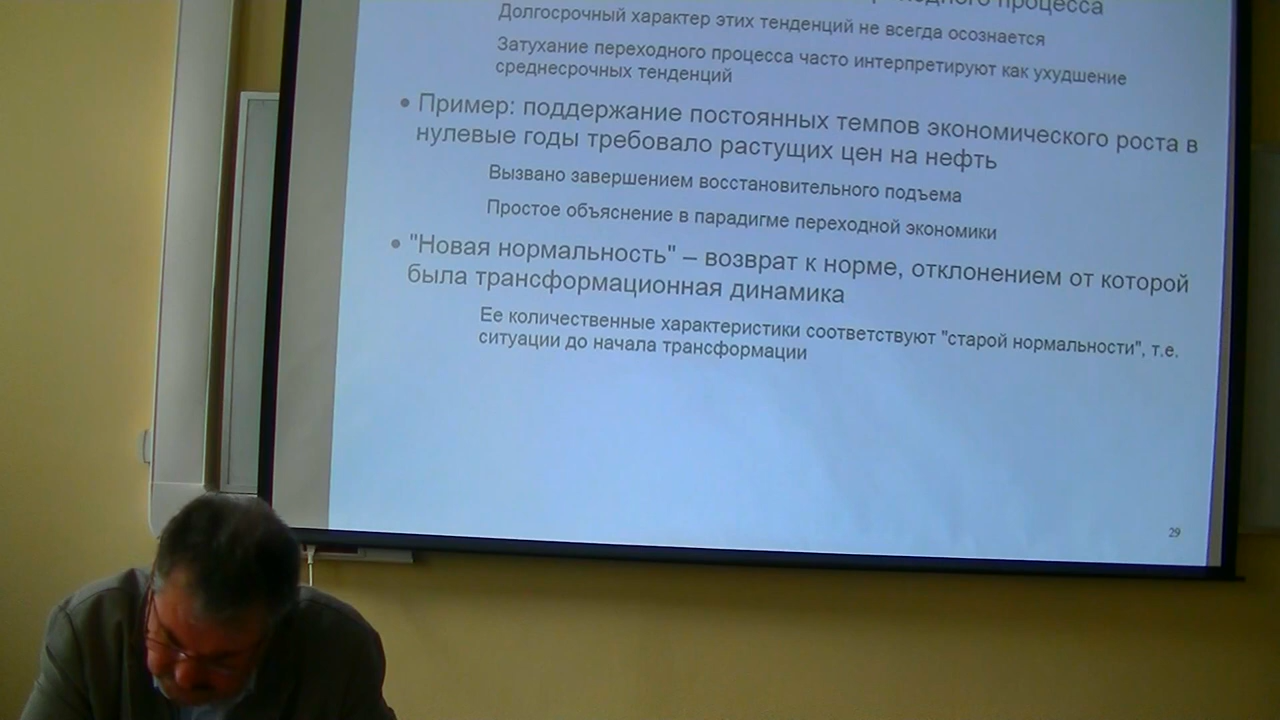 процесса
Долгосрочный характер этих тенденций не всегда осознается
Затухание переходного процесса часто интерпретируют как ухудшение
среднесрочных тенденций
• Пример: поддержание постоянных темпов экономического роста в
нулевые годы требовало растущих цен на нефть
Вызвано завершением восстановительного подъема
Простое объяснение в парадигме переходной экономики
• "Новая нормальность" – возврат к норме, отклонением от которой
была трансформационная динамика
Ее количественные характеристики соответствуют "старой нормальности", т.е.
ситуации до начала трансформации
29